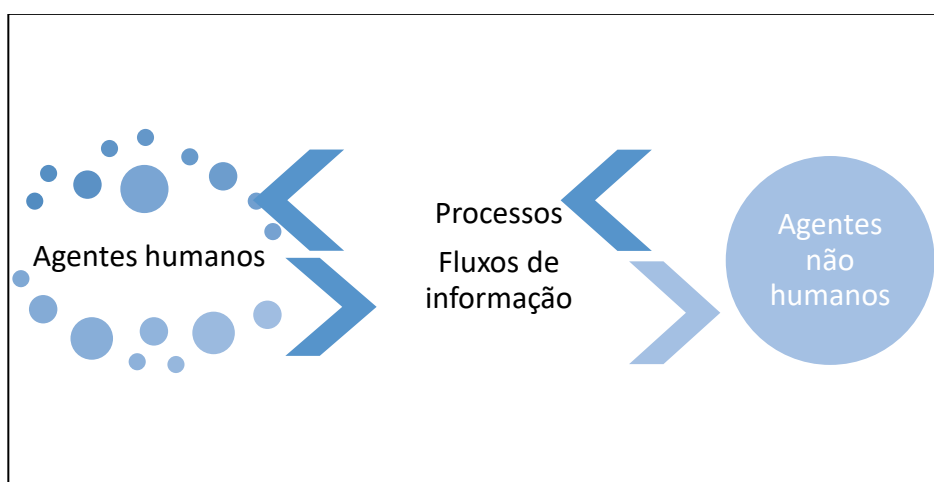 Agentes humanos
Processos
Fluxos de
informação
Agentes
não
humanos